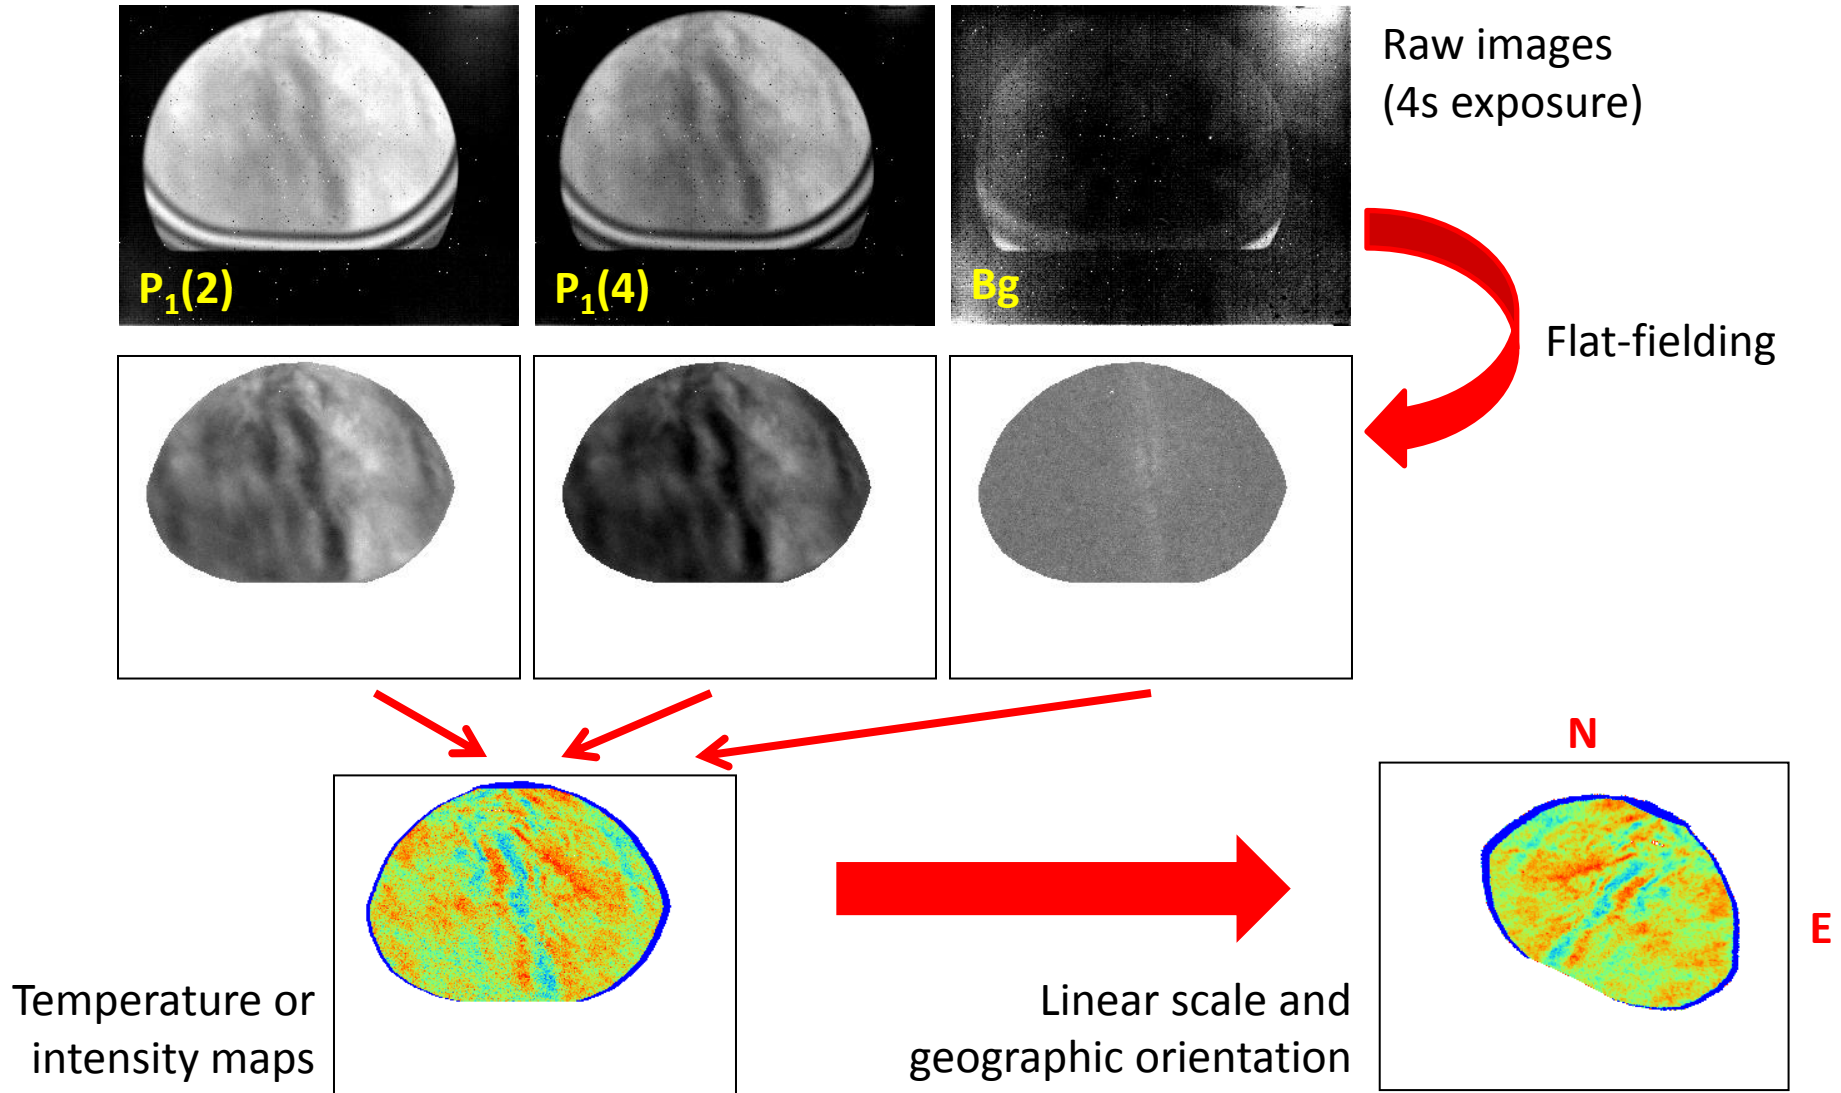 Raw images
(4s exposure)
P1(2)
P1(4)
Bg
Flat-fielding
N
E
Temperature or
intensity maps
Linear scale and
geographic orientation